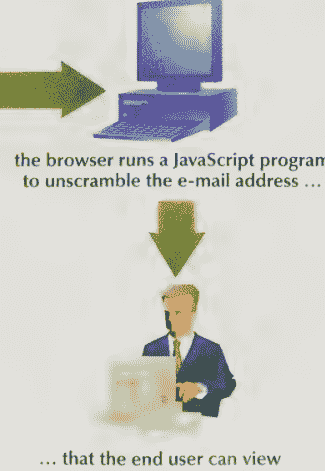 the browser runs a JavaScript program
to unscramble the e-mail address ...
... that the end user can view